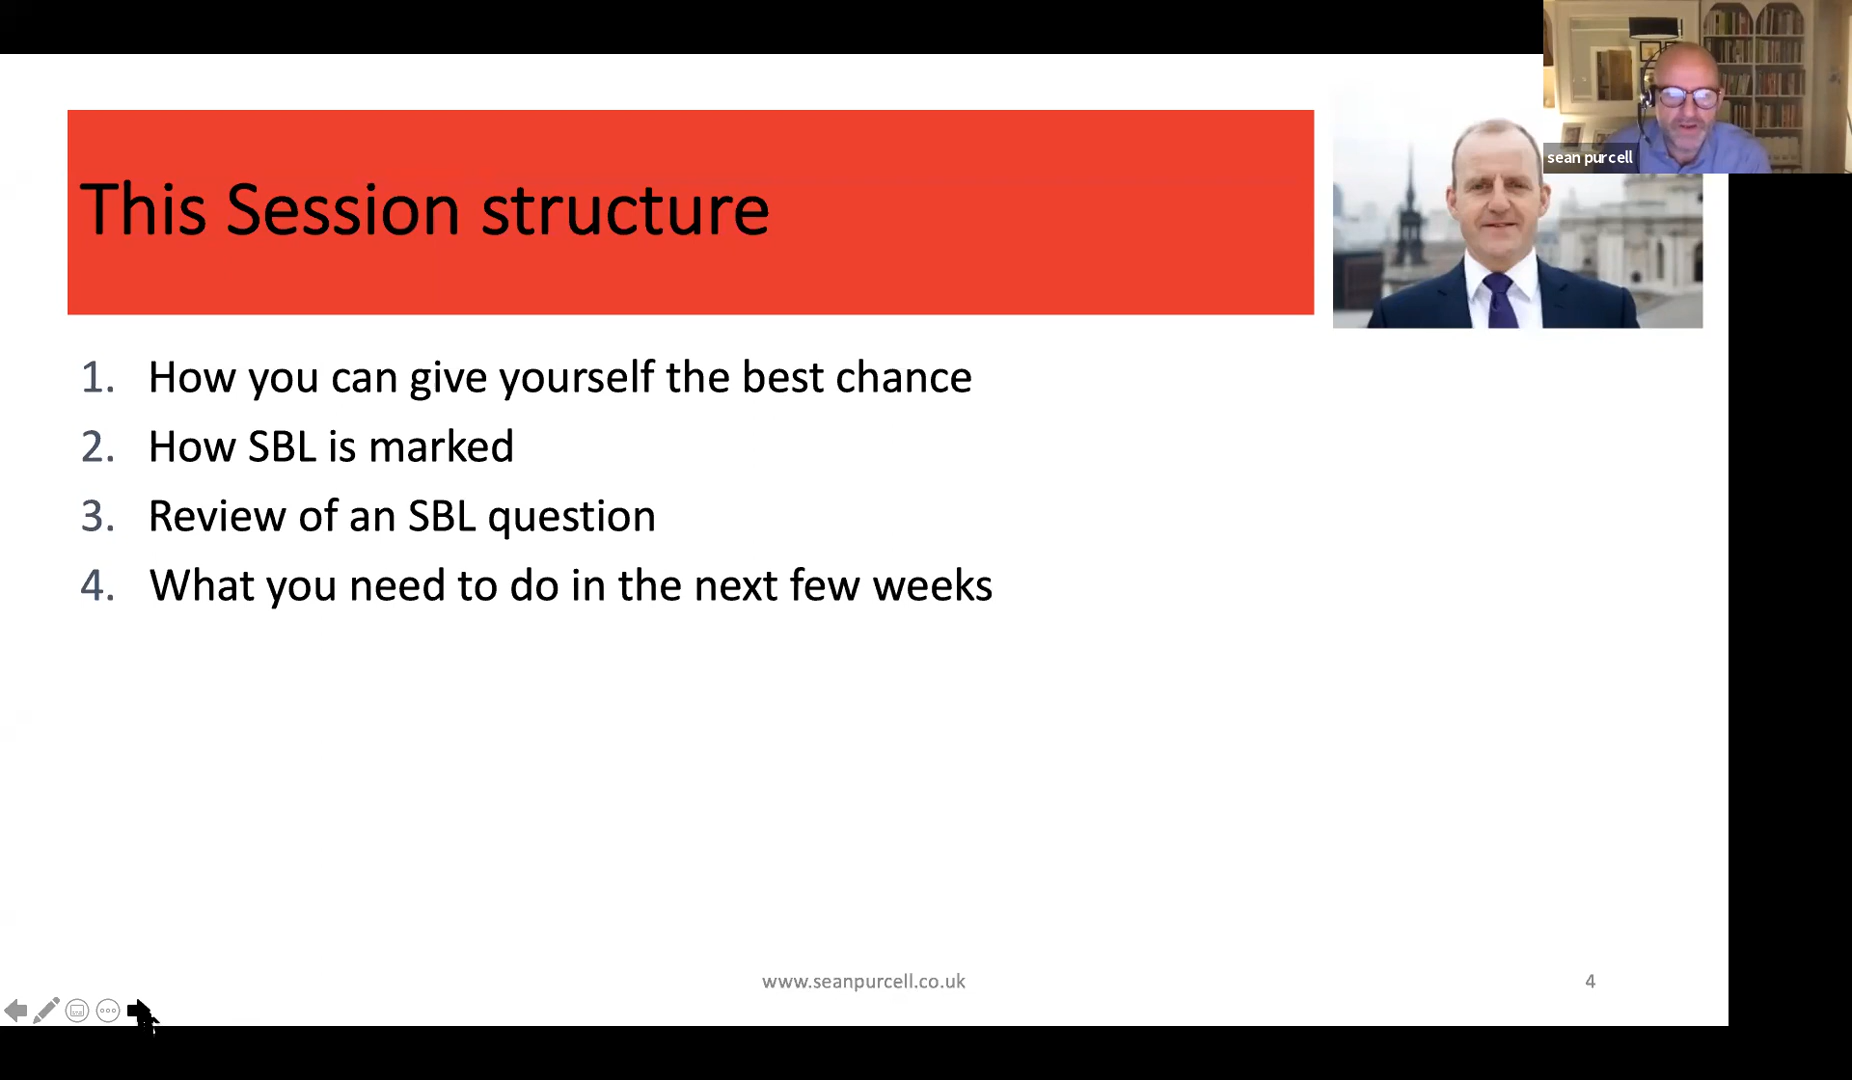 sean purcell
This Session structure
1. How you can give yourself the best chance
2. How SBL is marked
3. Review of an SBL question
4. What you need to do in the next few weeks
www.seanpurcell.co.uk
4